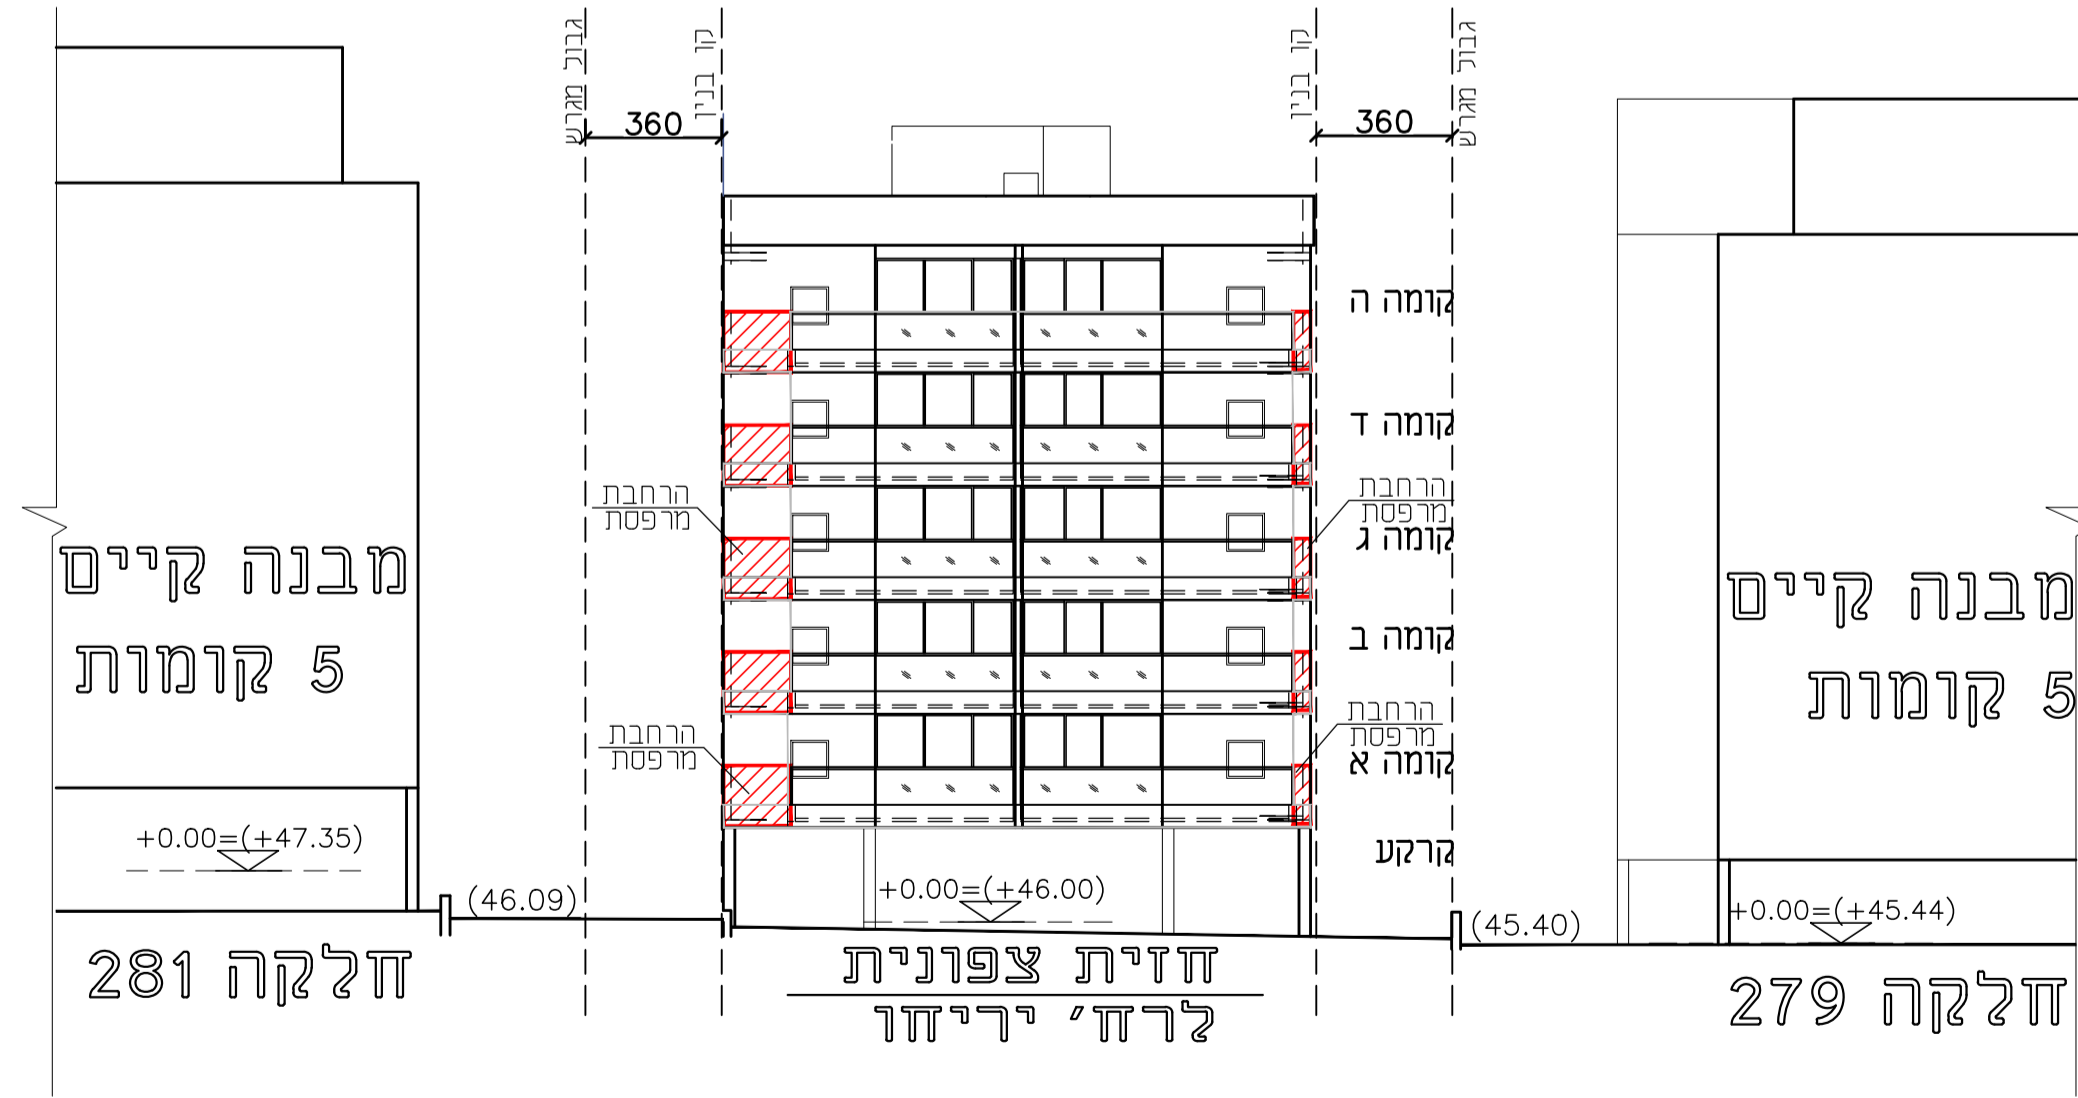 גבול מגרש
קו בנין
קו בנין
גבול מגרש
360
360
קומה ה
קומה ד
הרחבת
מרפסת
הרחבת
מרפסת
קומה ג
מבנה קיים
5 קומות
מבנה קיים
5 קומות
קומה ב
הרחבת
מרפסת
הרחבת
מרפסת
קומה א
קרקע
+0.00=(+47.35)
(46.09)
+0.00=(+46.00)
(45.40)
+0.00=(+45.44)
חלקה 281
חזית צפונית
לרח' יריחו
חלקה 279